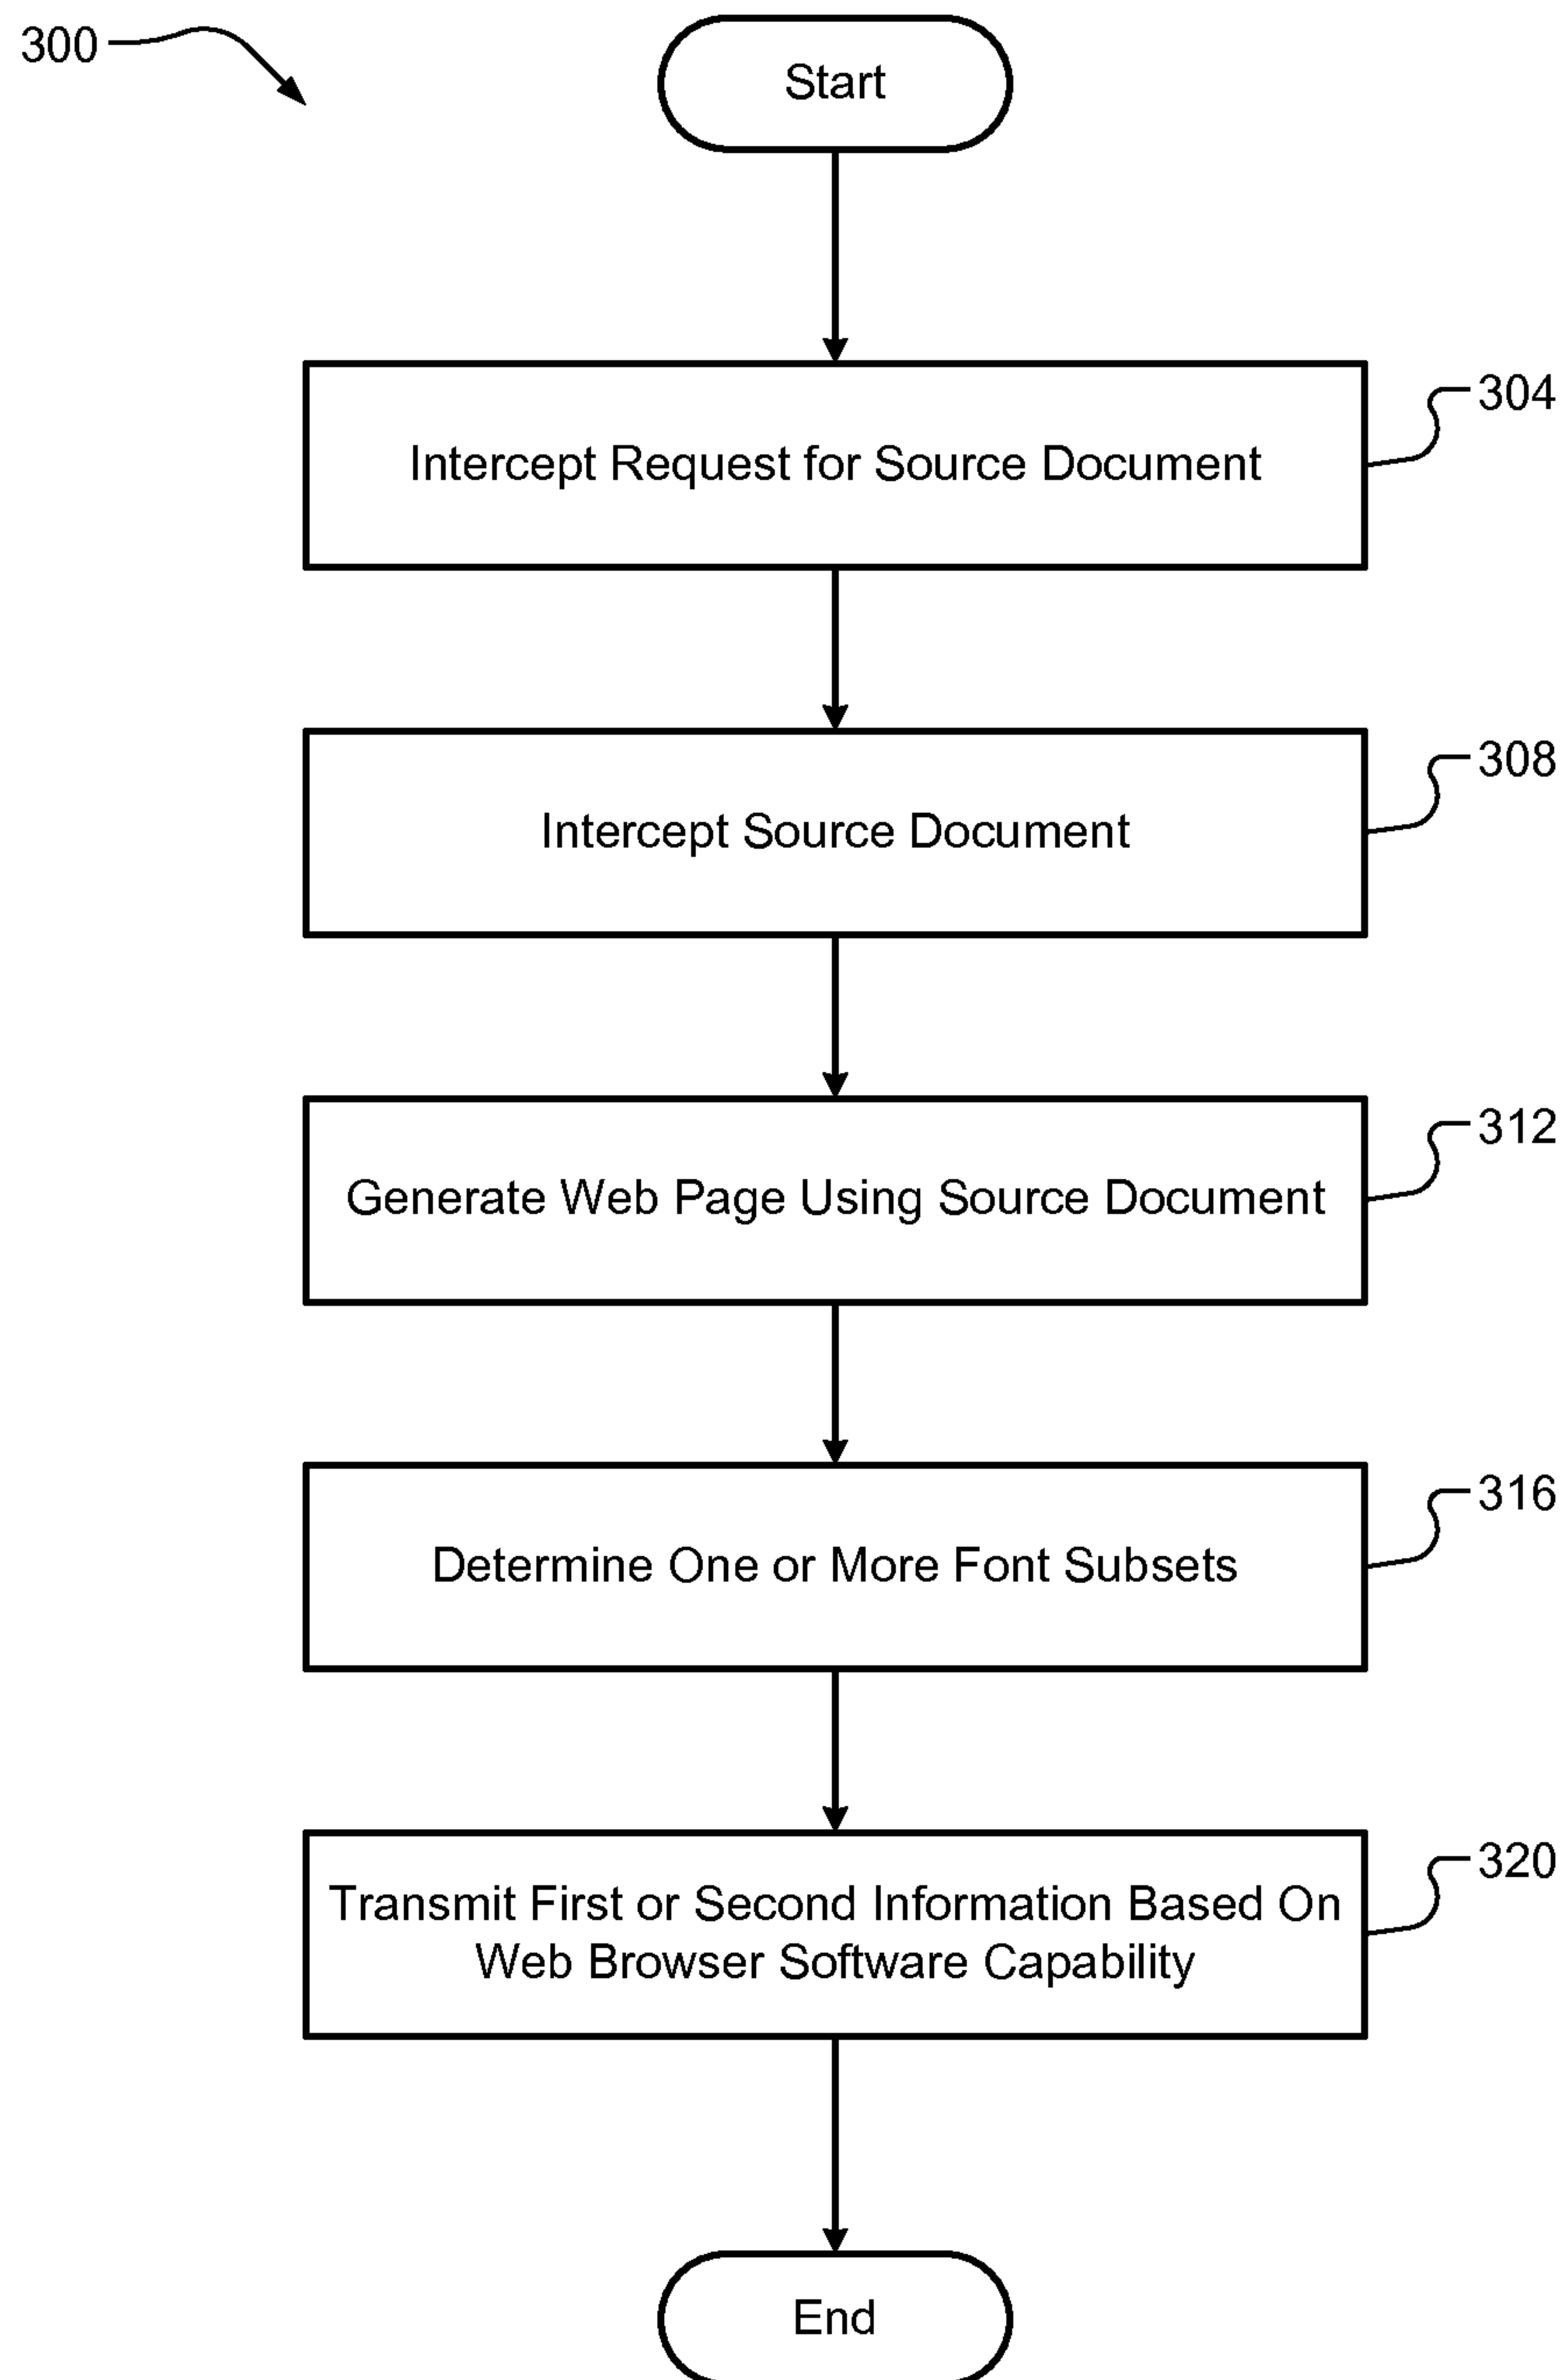 300
Start
Intercept Request for Source Document
304
Intercept Source Document
308
Generate Web Page Using Source Document
312
Determine One or More Font Subsets
316
Transmit First or Second Information Based On
Web Browser Software Capability
320
End